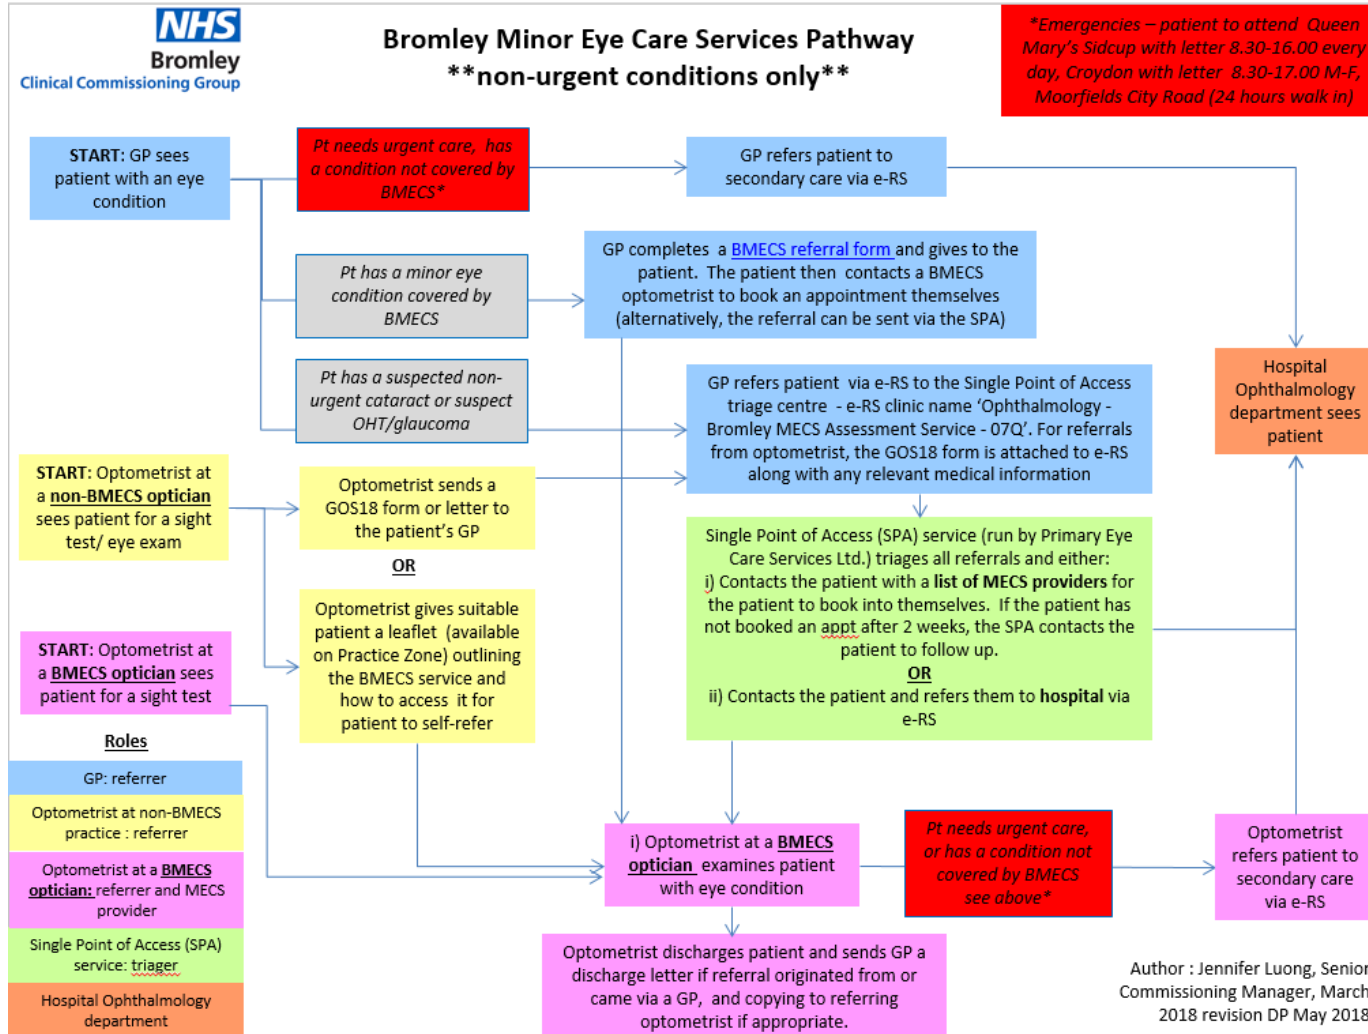 NHS
Bromley
Clinical Commissioning Group
Bromley Minor Eye Care Services Pathway
**non-urgent conditions only**
*Emergencies – patient to attend Queen
Mary's Sidcup with letter 8.30-16.00 every
day, Croydon with letter 8.30-17.00 M-F,
Moorfields City Road (24 hours walk in)
START: GP sees
patient with an eye
condition
Pt needs urgent care, has
a condition not covered by
BMECS*
GP refers patient to
secondary care via e-RS
Pt has a minor eye
condition covered by
BMECS
GP completes a BMECS referral form and gives to the
patient. The patient then contacts a BMECS
optometrist to book an appointment themselves
(alternatively, the referral can be sent via the SPA)
Pt has a suspected non-
urgent cataract or suspect
OHT/glaucoma
GP refers patient via e-RS to the Single Point of Access
triage centre - e-RS clinic name 'Ophthalmology -
Bromley MECS Assessment Service - 07Q'. For referrals
from optometrist, the GOS18 form is attached to e-RS
along with any relevant medical information
Hospital
Ophthalmology
department sees
patient
START: Optometrist at
a non-BMECS optician
sees patient for a sight
test/ eye exam
Optometrist sends a
GOS18 form or letter to
the patient's GP
OR
Optometrist gives suitable
patient a leaflet (available
on Practice Zone) outlining
the BMECS service and
how to access it for
patient to self-refer
Single Point of Access (SPA) service (run by Primary Eye
Care Services Ltd.) triages all referrals and either:
i) Contacts the patient with a list of MECS providers for
the patient to book into themselves. If the patient has
not booked an appt after 2 weeks, the SPA contacts the
patient to follow up.
OR
ii) Contacts the patient and refers them to hospital via
e-RS
START: Optometrist at
a BMECS optician sees
patient for a sight test
Roles
GP: referrer
Optometrist at non-BMECS
practice : referrer
Optometrist at a BMECS
optician: referrer and MECS
provider
Single Point of Access (SPA)
service: triager
Hospital Ophthalmology
department
i) Optometrist at a BMECS
optician examines patient
with eye condition
Pt needs urgent care,
or has a condition not
covered by BMECS
see above*
Optometrist
refers patient to
secondary care
via e-RS
Optometrist discharges patient and sends GP a
discharge letter if referral originated from or
came via a GP, and copying to referring
optometrist if appropriate.
Author : Jennifer Luong, Senior
Commissioning Manager, March
2018 revision DP May 2018